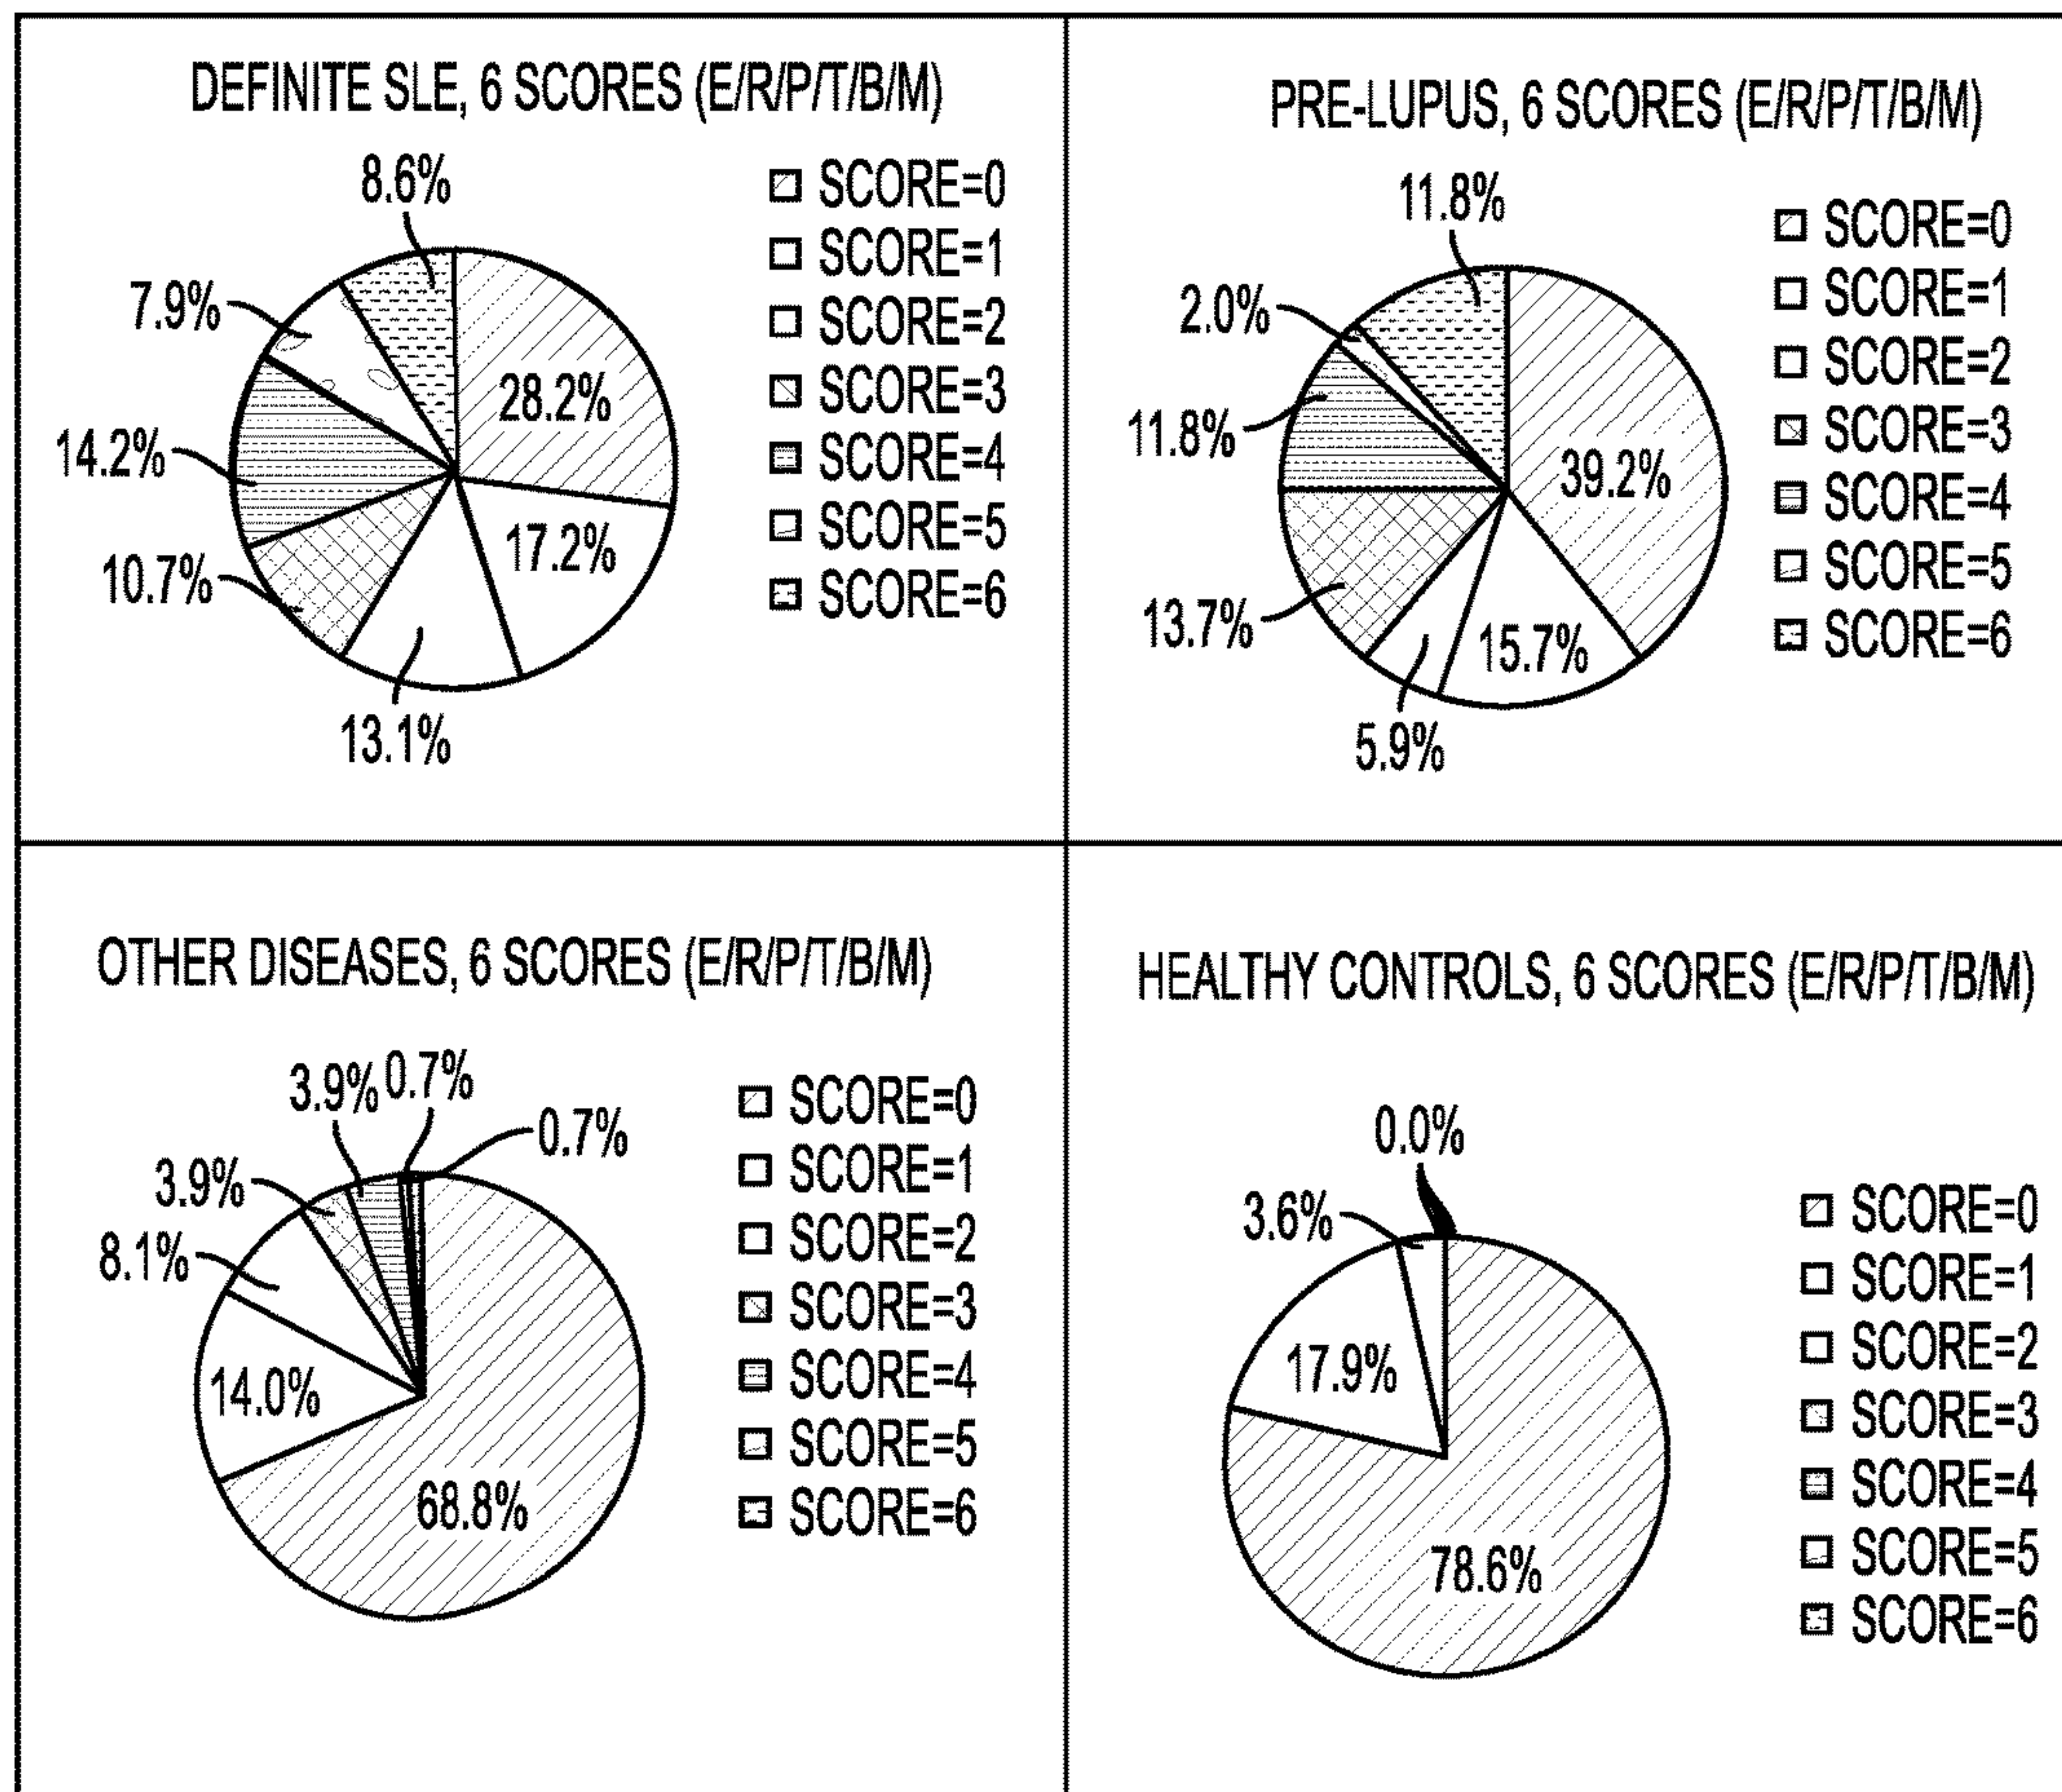 DEFINITE SLE, 6 SCORES (E/R/P/T/B/M)
8.6%
7.9%
14.2%
10.7%
13.1%
17.2%
28.2%
SCORE=0
SCORE=1
SCORE=2
SCORE=3
SCORE=4
SCORE=5
SCORE=6
PRE-LUPUS, 6 SCORES (E/R/P/T/B/M)
11.8%
2.0%
11.8%
13.7%
5.9%
15.7%
39.2%
SCORE=0
SCORE=1
SCORE=2
SCORE=3
SCORE=4
SCORE=5
SCORE=6
OTHER DISEASES, 6 SCORES (E/R/P/T/B/M)
3.9% 0.7%
0.7%
3.9%
8.1%
14.0%
68.8%
SCORE=0
SCORE=1
SCORE=2
SCORE=3
SCORE=4
SCORE=5
SCORE=6
HEALTHY CONTROLS, 6 SCORES (E/R/P/T/B/M)
0.0%
3.6%
17.9%
78.6%
SCORE=0
SCORE=1
SCORE=2
SCORE=3
SCORE=4
SCORE=5
SCORE=6